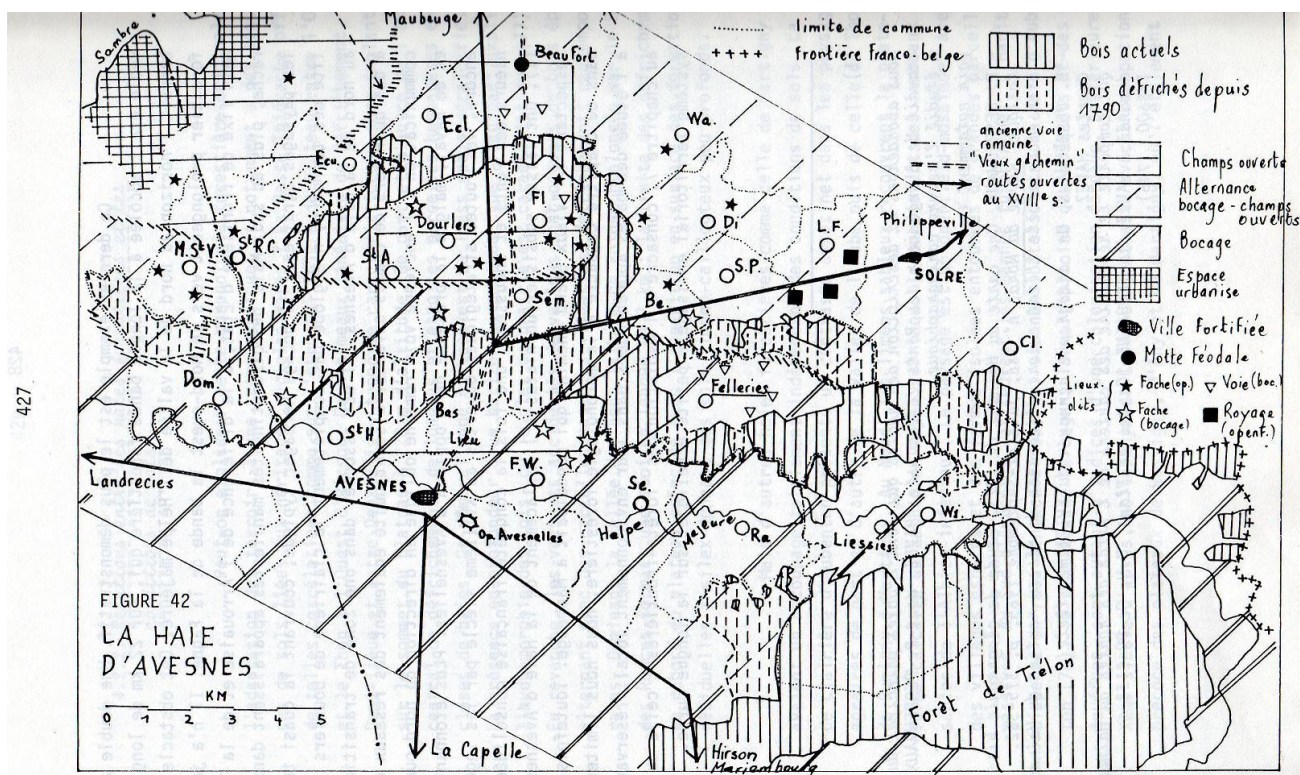 427
Sambre
Maubeuge
Beaufort
limite de commune
++++ Frontière Franco-belge
Bois actuels
Bois défrichés depuis
1790
ancienne voie
romaine
"Vieux gd chemin"
routes ouvertes
au XVIIIe s.
Champs ouverts
Alternance
bocage-champs
ouverts
Bocage
Espace
urbanise
Ville Fortifiée
Motte Féodale
Lieux-
dits
Fache (op.)
Voie (boc.)
Fache
(bocage)
Royage
(openf.)
Ecl.
Wa.
Ecu.
Fl
Dourlers
Di
L.F.
Philippeville
SOLRE
M.St V.
St R.C.
St A.
S.P.
Sem.
Be.
Cl.
Dom.
Felleries
Bas
Lieu
St H
F.W.
Landrecies
AVESNES
Se.
Op. Avesnelles
Helpe
Majeure
Ra.
Liessies
Wi.
FIGURE 42
LA HAIE
D'AVESNES
KM
0 1 2 3 4 5
Forêt de Trélon
La Capelle
Hirson
Mariembourg